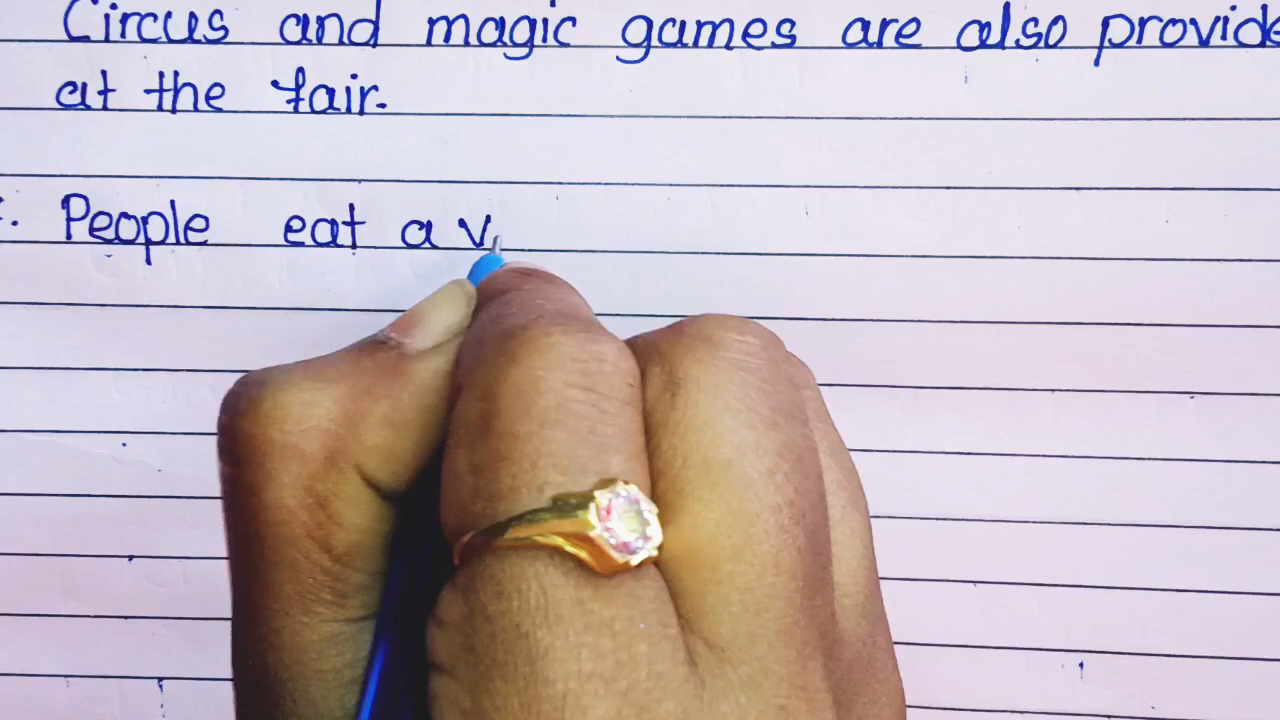 Circus and magic games are also provide
at the fair.
. People eat a v